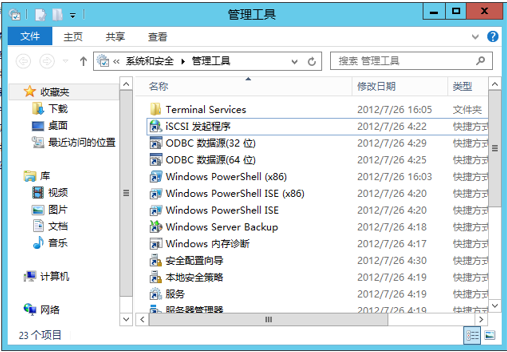 管理工具
文件 主页 共享 查看
« 系统和安全 ▸ 管理工具 搜索 管理工具
收藏夹
下载
桌面
最近访问的位置
库
视频
图片
文档
音乐
计算机
网络
名称 修改日期 类型
Terminal Services 2012/7/26 16:05 文件夹
iSCSI 发起程序 2012/7/26 4:22 快捷方式
ODBC 数据源(32 位) 2012/7/26 4:29 快捷方式
ODBC 数据源(64 位) 2012/7/26 4:25 快捷方式
Windows PowerShell (x86) 2012/7/26 16:03 快捷方式
Windows PowerShell ISE (x86) 2012/7/26 4:20 快捷方式
Windows PowerShell ISE 2012/7/26 4:20 快捷方式
Windows Server Backup 2012/7/26 4:18 快捷方式
Windows 内存诊断 2012/7/26 4:17 快捷方式
安全配置向导 2012/7/26 4:30 快捷方式
本地安全策略 2012/7/26 4:19 快捷方式
服务 2012/7/26 4:19 快捷方式
服务器管理器 2012/7/26 4:19 快捷方式
23 个项目